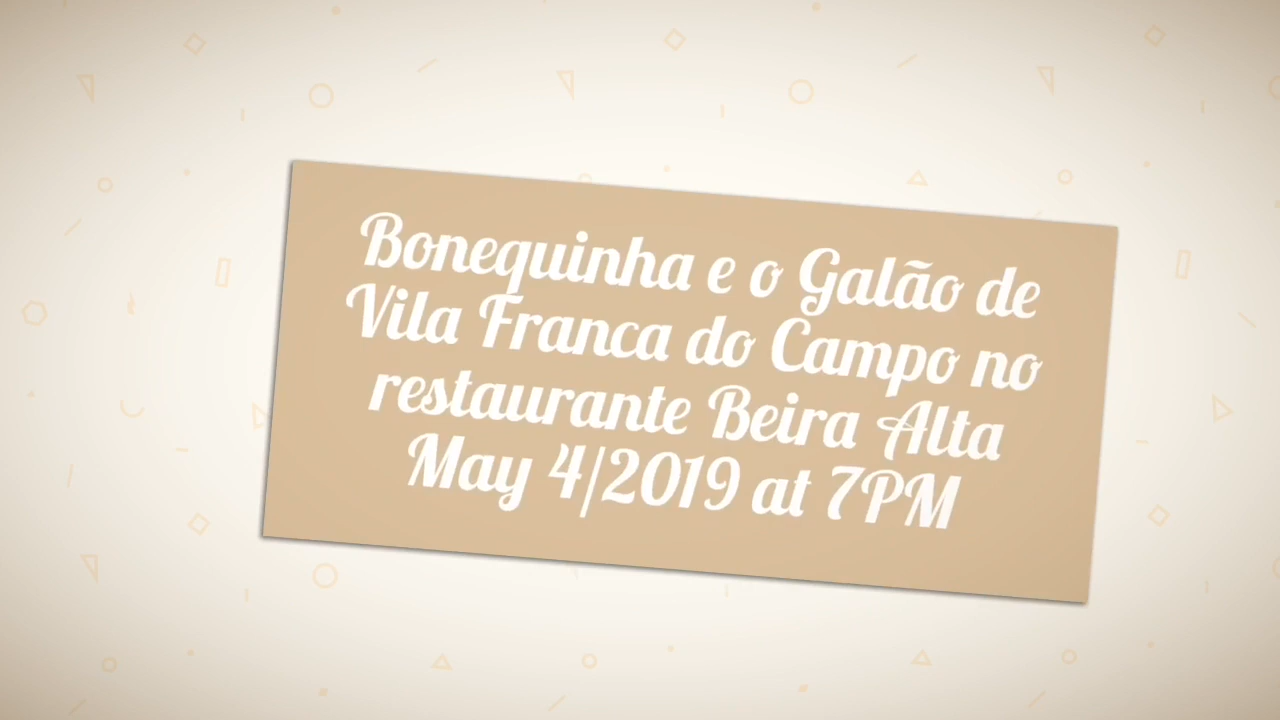 Bonequinha e o Galão de
Vila Franca do Campo no
restaurante Beira Alta
May 4/2019 at 7PM